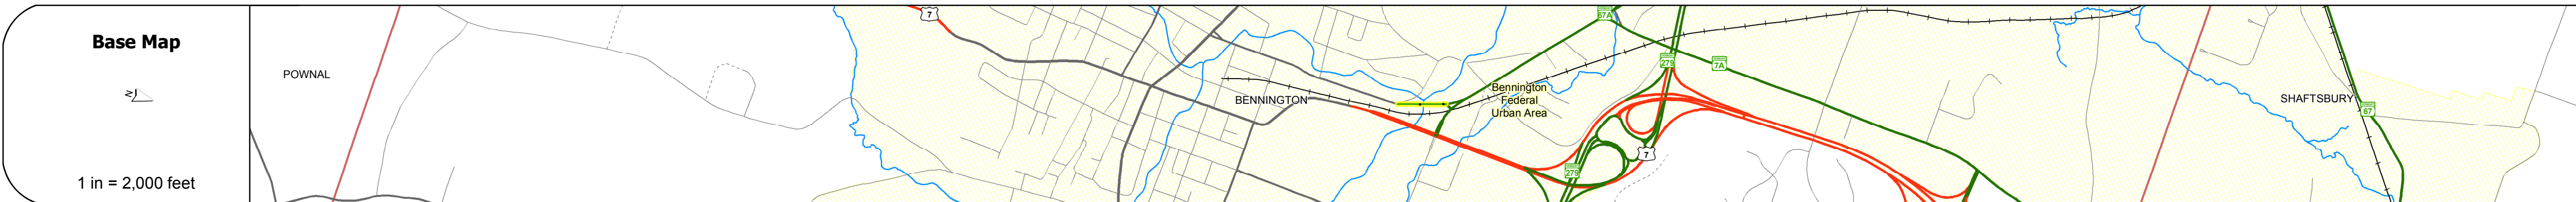 Base Map
N
1 in = 2,000 feet
POWNAL
7
BENNINGTON
67A
279
7A
Bennington
Federal
Urban Area
7
279
SHAFTSBURY
67